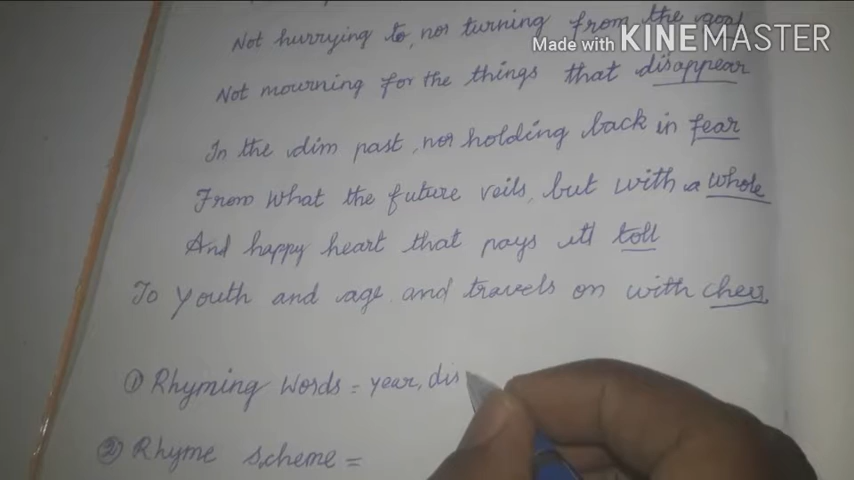 Not hurrying to, nor turning from the goal
Made with KINEMASTER
Not mourning for the things that disappear
In the dim past, nor holding back in fear
From what the future veils, but with a whole
And happy heart that pays its toll
To Youth and age, and travels on with cheer,
① Rhyming Words = year, dis
② Rhyme scheme =